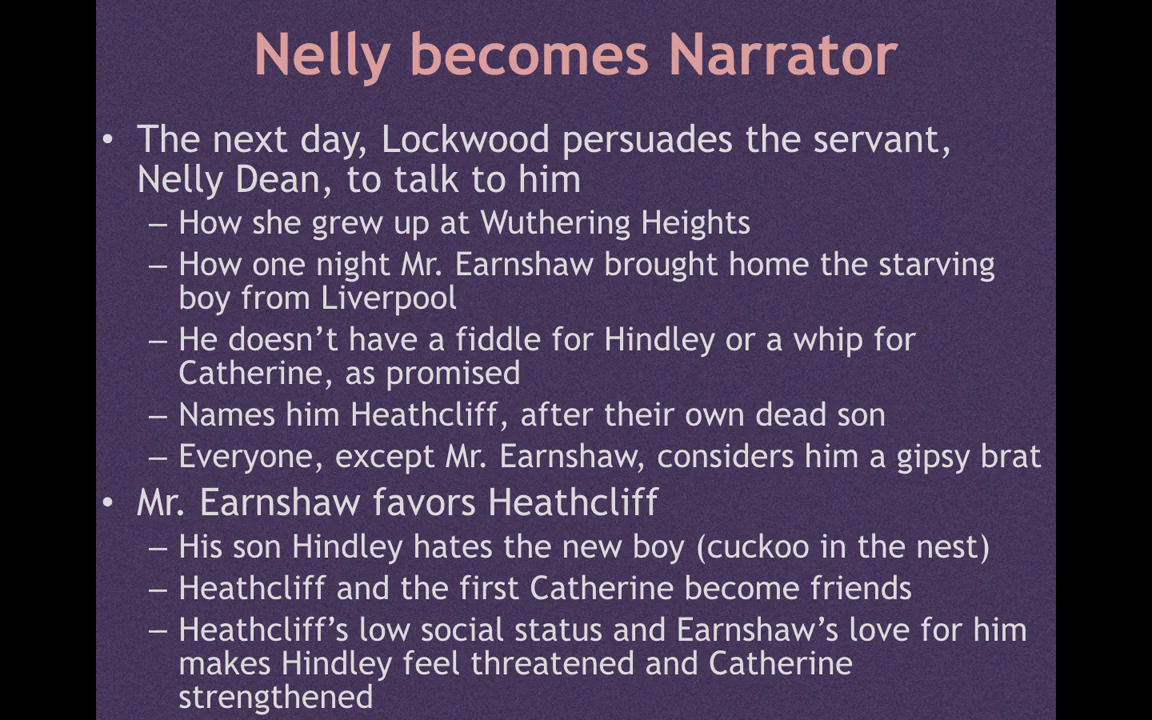 Nelly becomes Narrator
• The next day, Lockwood persuades the servant,
Nelly Dean, to talk to him
– How she grew up at Wuthering Heights
– How one night Mr. Earnshaw brought home the starving
boy from Liverpool
– He doesn’t have a fiddle for Hindley or a whip for
Catherine, as promised
– Names him Heathcliff, after their own dead son
– Everyone, except Mr. Earnshaw, considers him a gipsy brat
• Mr. Earnshaw favors Heathcliff
– His son Hindley hates the new boy (cuckoo in the nest)
– Heathcliff and the first Catherine become friends
– Heathcliff’s low social status and Earnshaw’s love for him
makes Hindley feel threatened and Catherine
strengthened